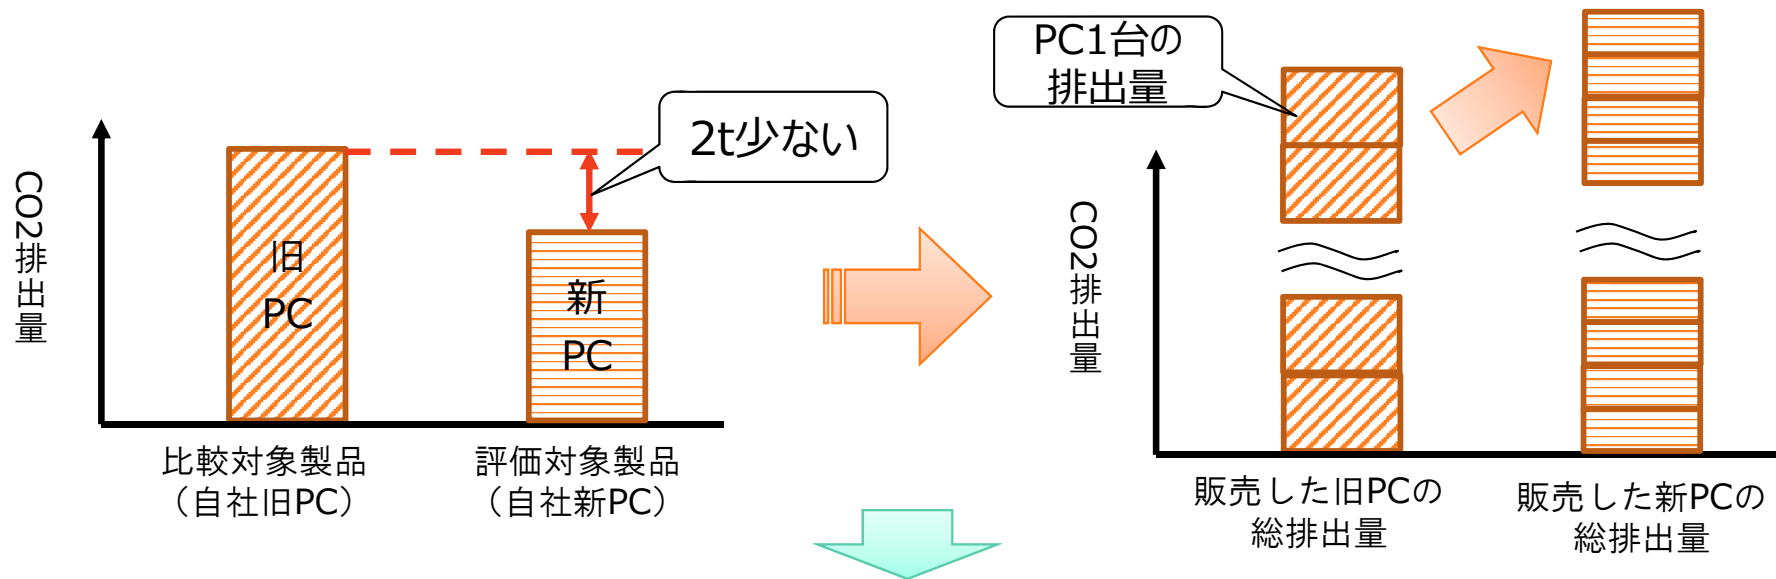 CO2排出量
旧
PC
新
PC
2t少ない
比較対象製品
（自社旧PC）
評価対象製品
（自社新PC）
PC1台の
排出量
CO2排出量
販売した旧PCの
総排出量
販売した新PCの
総排出量